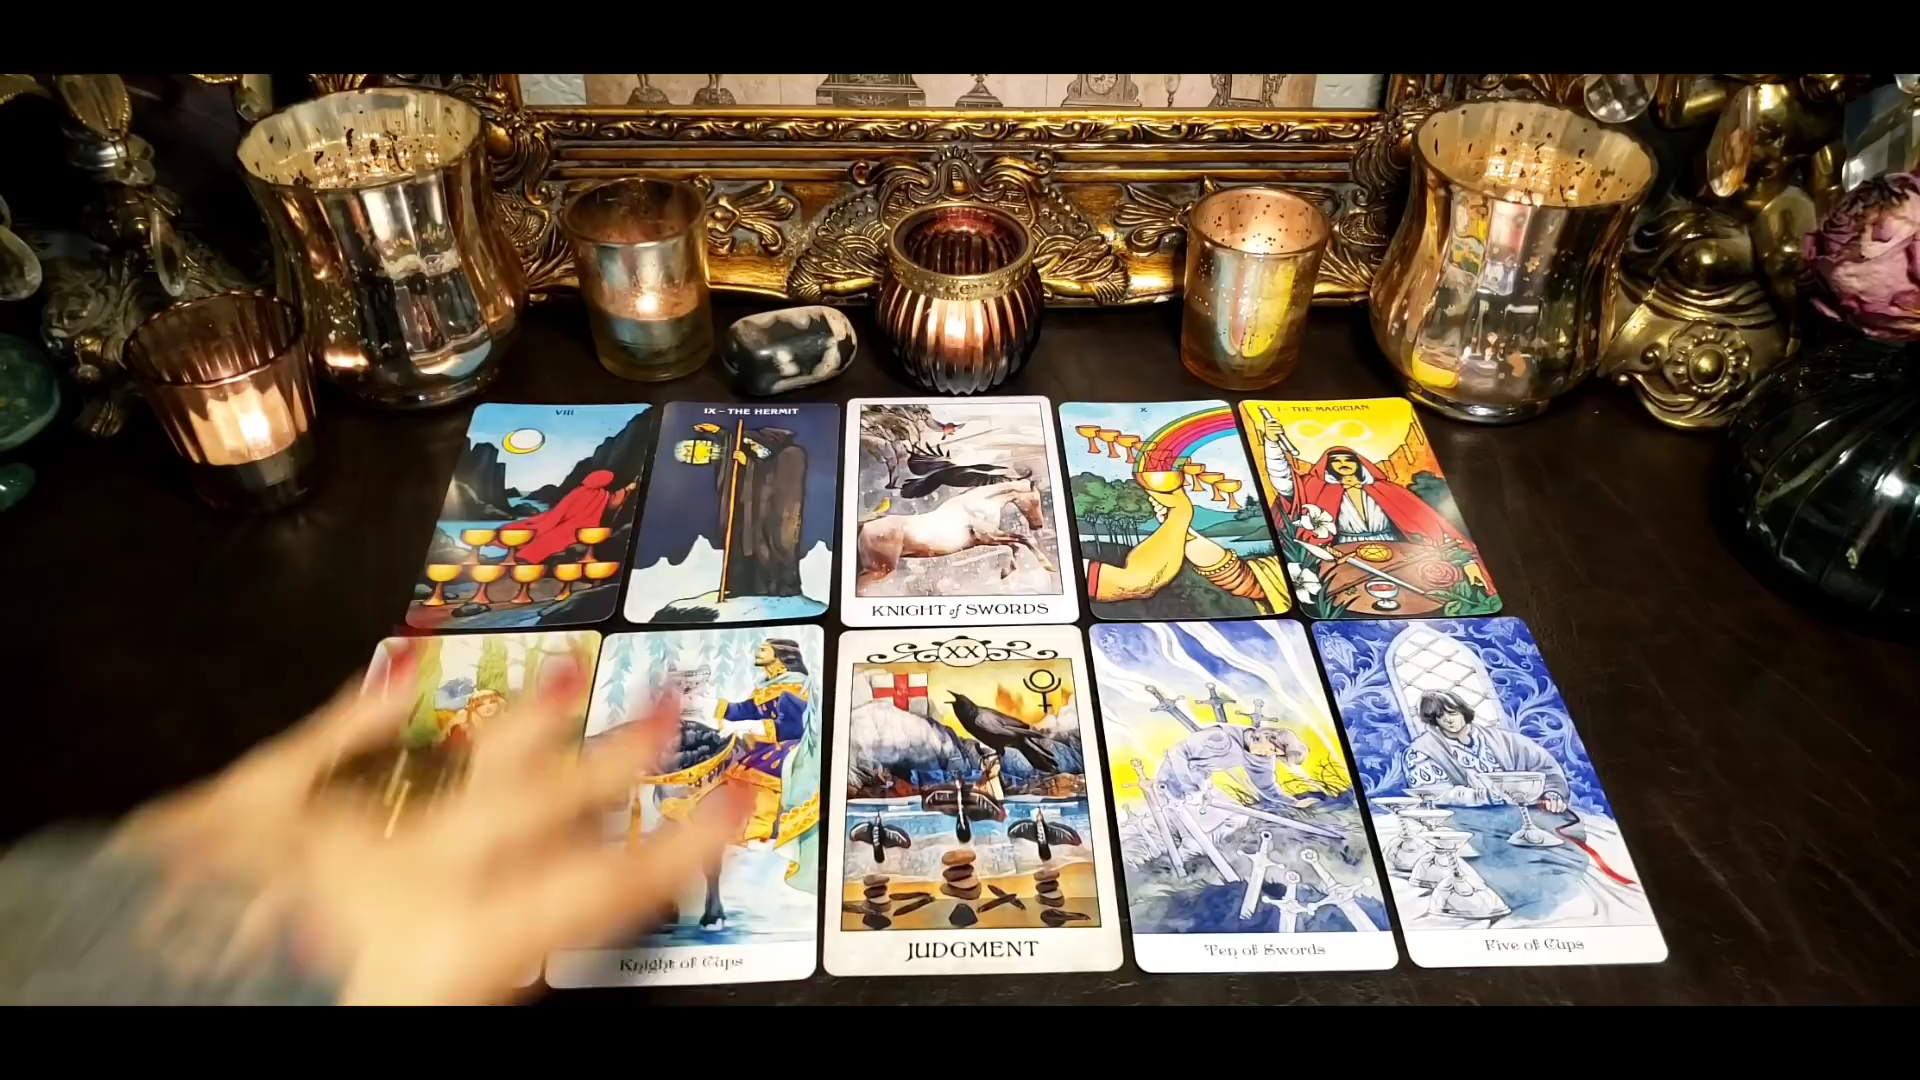 VIII
IX - THE HERMIT
KNIGHT of SWORDS
X
I - THE MAGICIAN
Knight of Cups
XX
JUDGMENT
Ten of Swords
Five of Cups